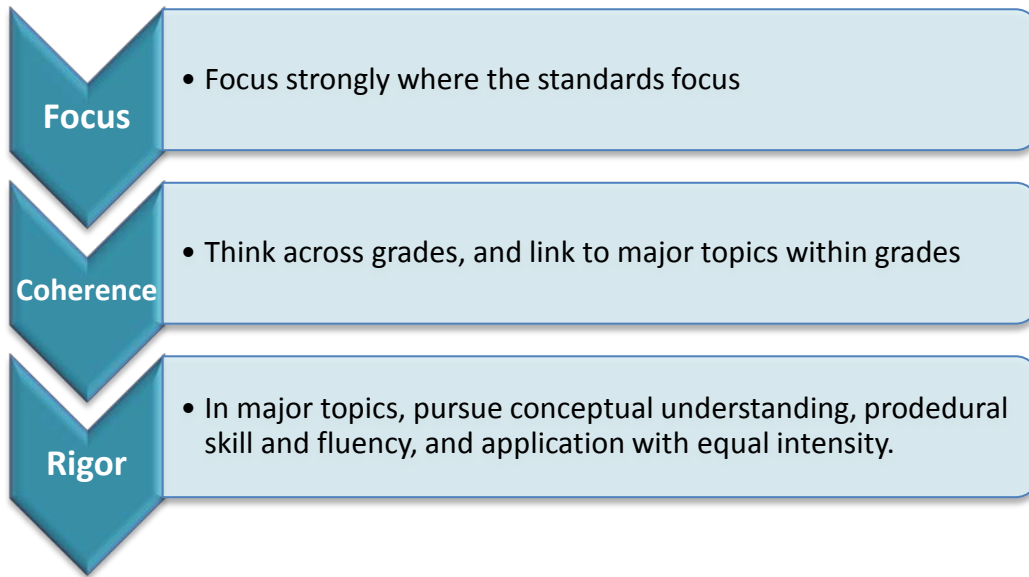 Focus
• Focus strongly where the standards focus
Coherence
• Think across grades, and link to major topics within grades
Rigor
• In major topics, pursue conceptual understanding, prodedural
skill and fluency, and application with equal intensity.